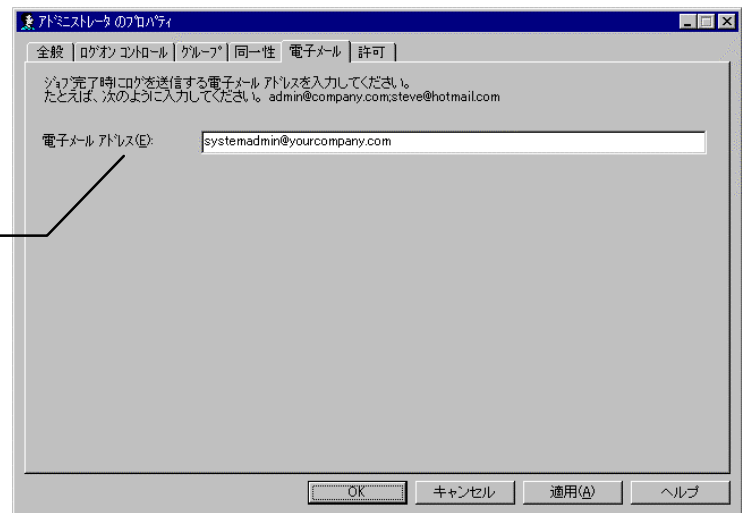 アドミニストレータ のプロパティ
全般 ログオン コントロール グループ 同一性 電子メール 許可
ジョブ完了時にログを送信する電子メール アドレスを入力してください。
たとえば、次のように入力してください。admin@company.com;steve@hotmail.com
電子メール アドレス(E): systemadmin@yourcompany.com
OK キャンセル 適用(A) ヘルプ